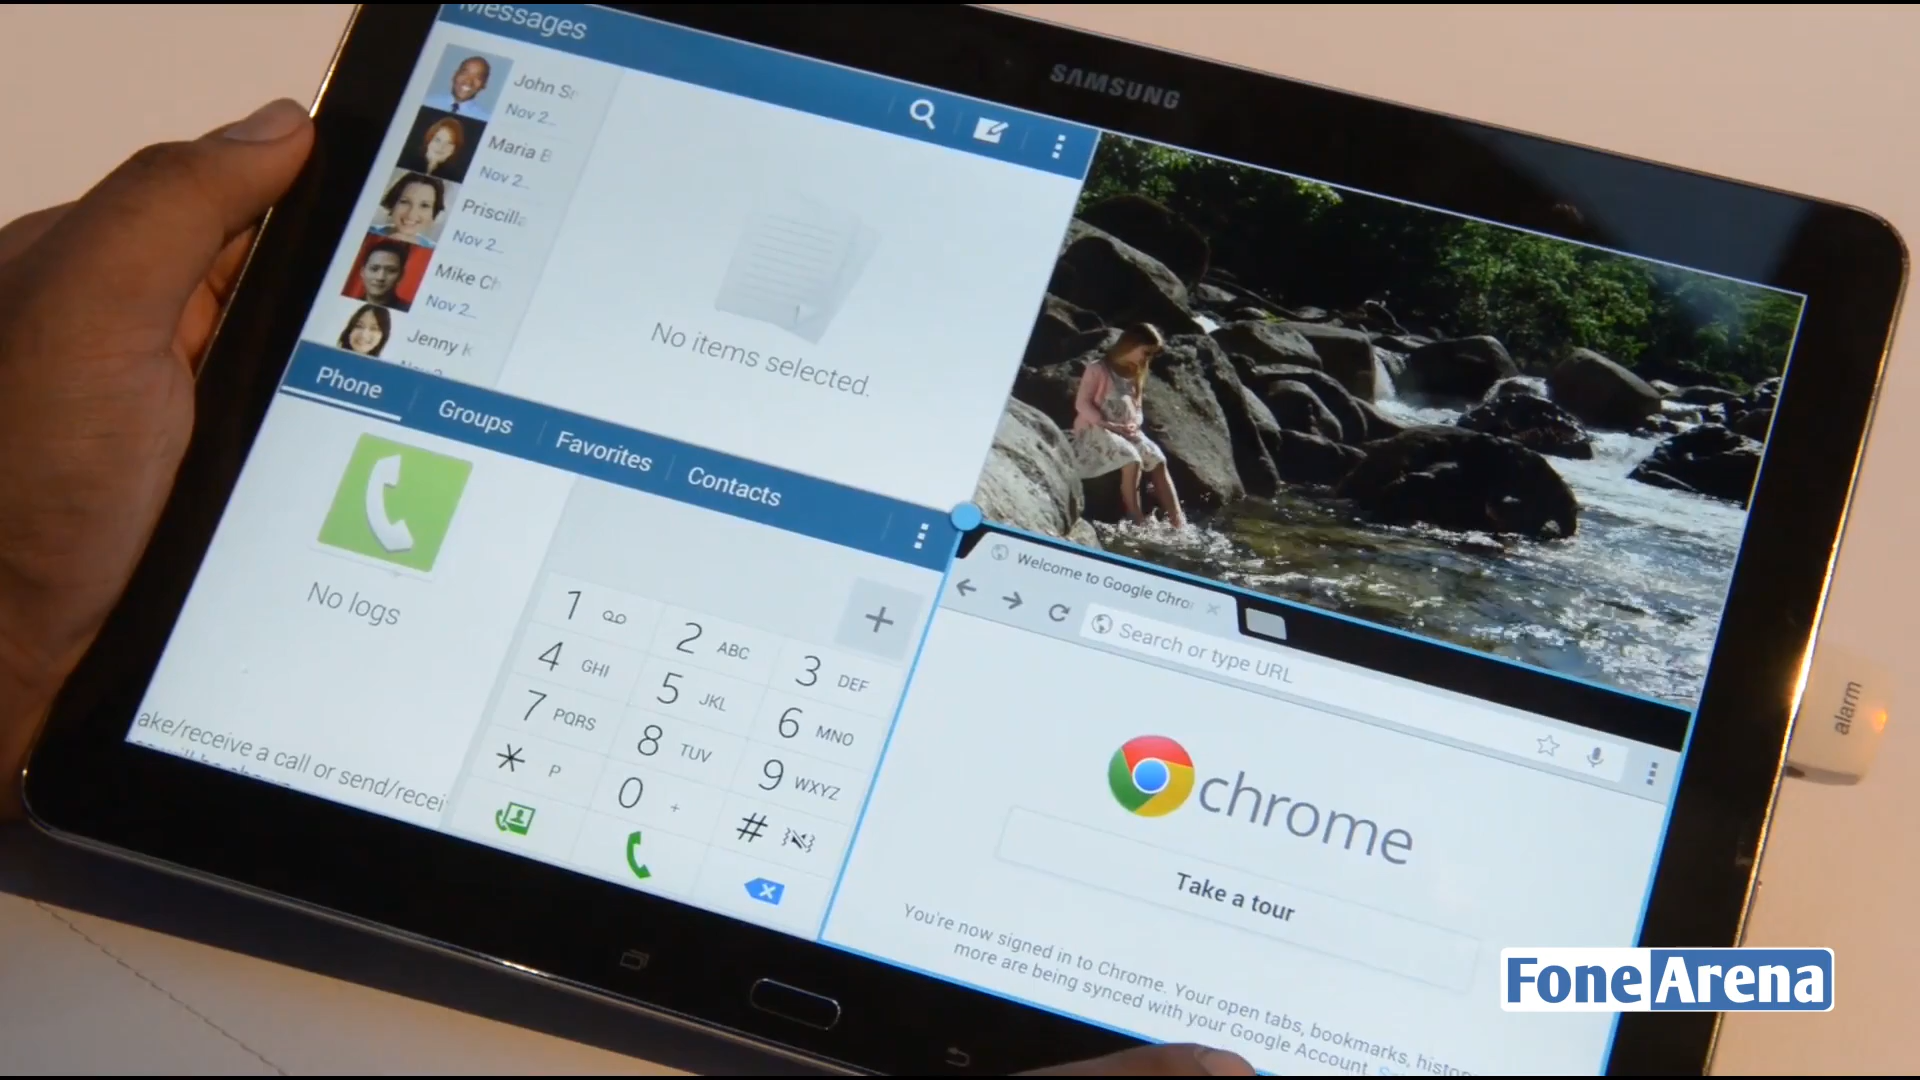 Messages
SAMSUNG
John S
Nov 2...
Maria B
Nov 2...
Priscilla
Nov 2...
Mike Ch
Nov 2...
Jenny K
Nov 2
No items selected.
Phone Groups Favorites Contacts
No logs
ake/receive a call or send/recei
1
2 ABC
3 DEF
4 GHI
5 JKL
6 MNO
7 PQRS
8 TUV
9 WXYZ
* P
0 +
#
Welcome to Google Chro
Search or type URL
chrome
Take a tour
You're now signed in to Chrome. Your open tabs, bookmarks, history
more are being synced with your Google Account.
alarm
FoneArena